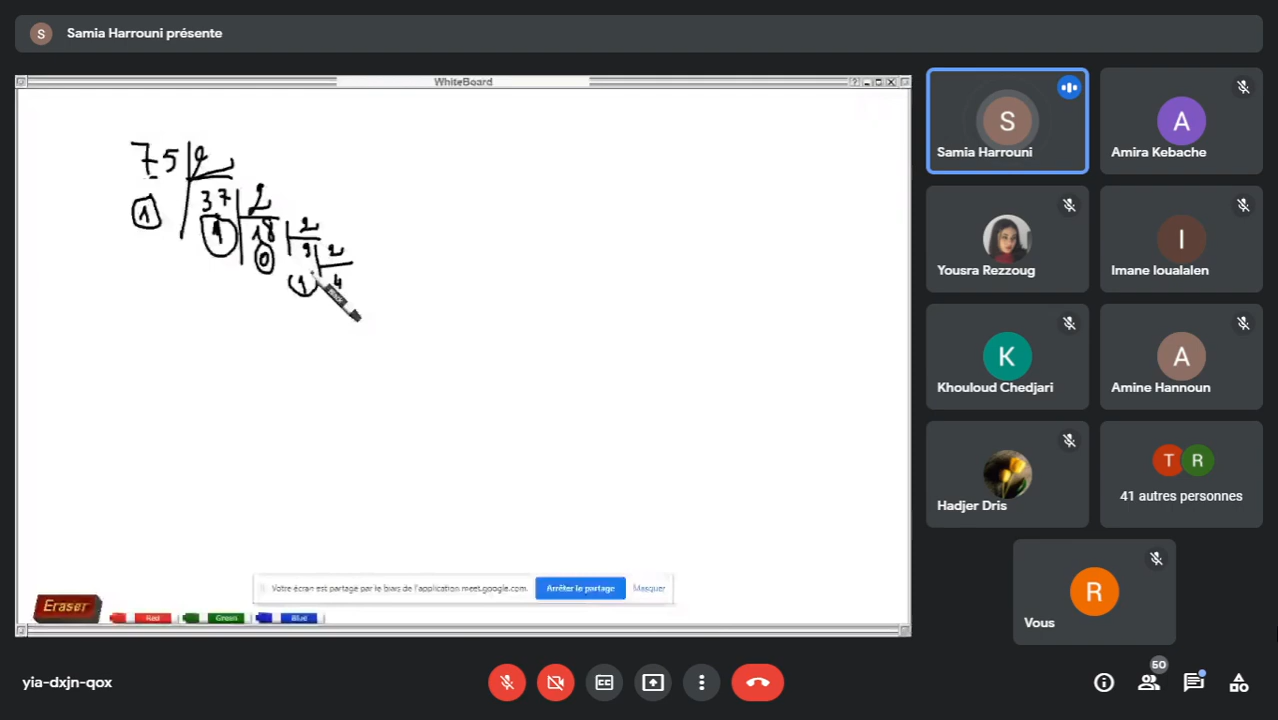 Samia Harrouni présente
S
WhiteBoard
75 2
1 37 2
1 18 2
0 9 2
1 4
Votre écran est partagé par le biais de l'application meet.google.com.
Arrêter le partage
Masquer
Eraser
Red
Green
Blue
S
Samia Harrouni
A
Amira Kebache
Yousra Rezzoug
I
Imane Ioualalen
K
Khouloud Chedjari
A
Amine Hannoun
Hadjer Dris
T R
41 autres personnes
R
Vous
yia-dxjn-qox
CC
50